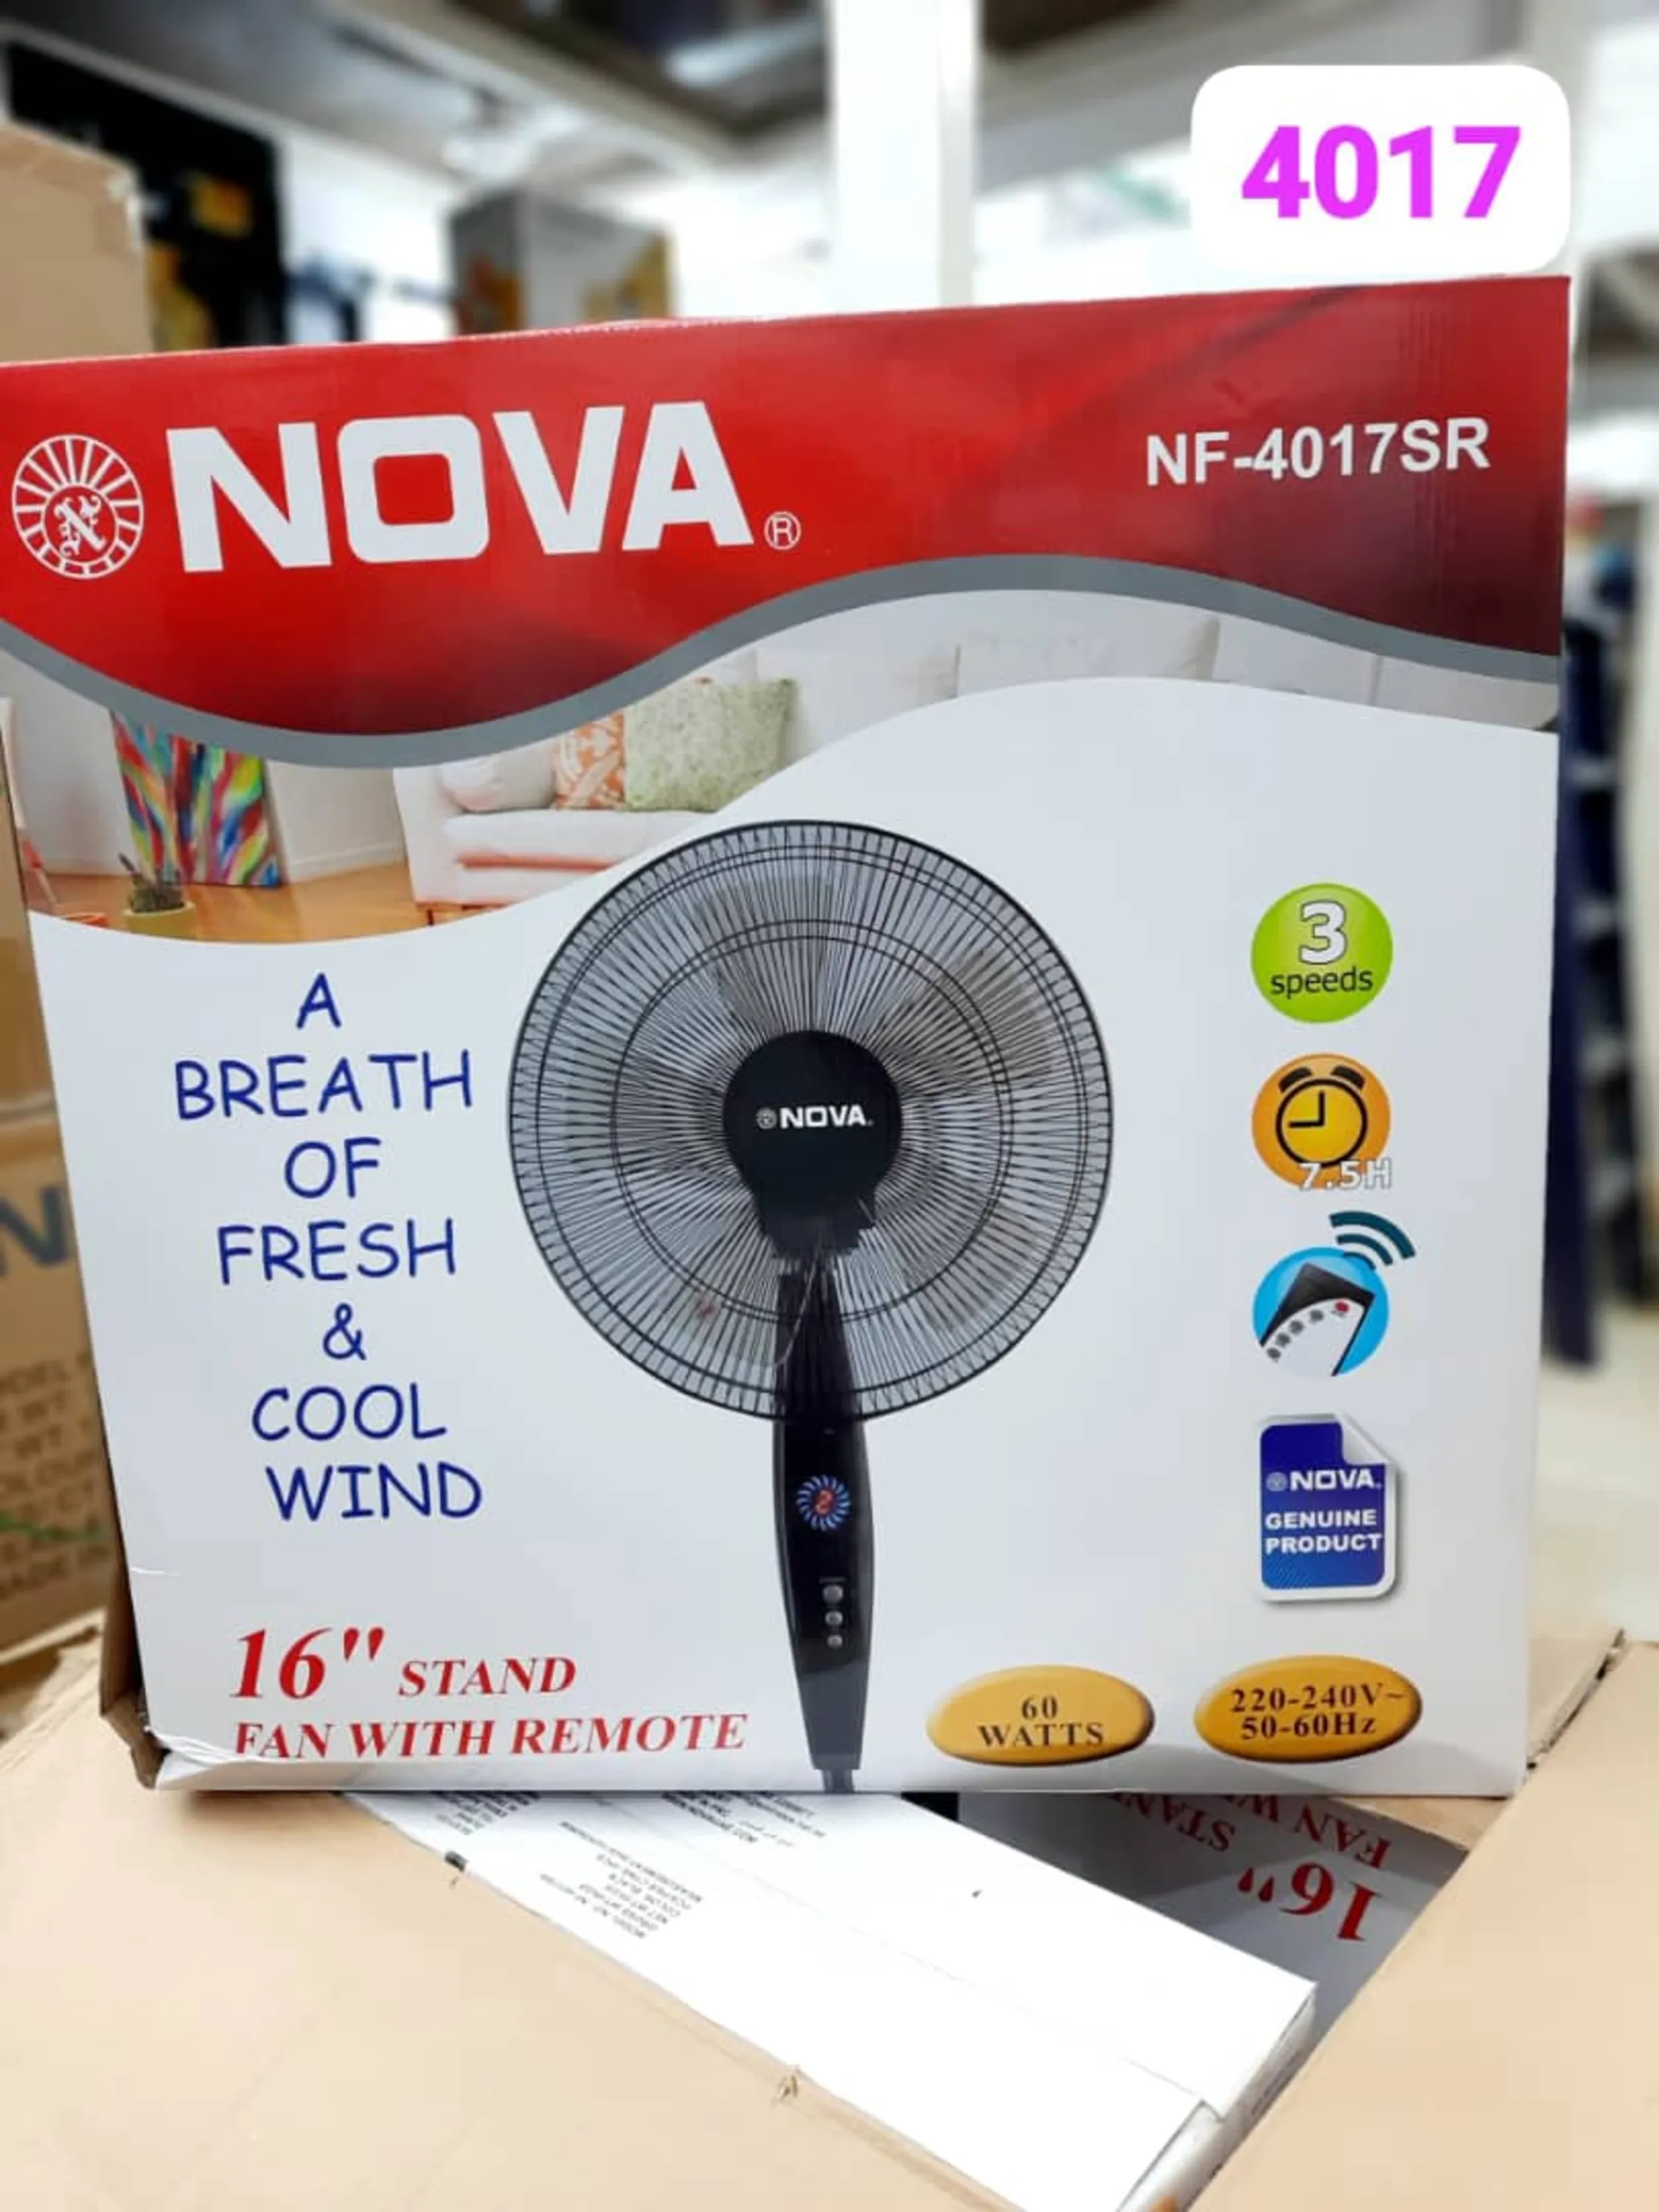 4017
NOVA®
NF-4017SR
3
speeds
A
BREATH
OF
FRESH
&
COOL
WIND
NOVA
7.5H
NOVA
GENUINE
PRODUCT
16" STAND
FAN WITH REMOTE
60
WATTS
220-240V~
50-60Hz
16" STAND
FAN WI